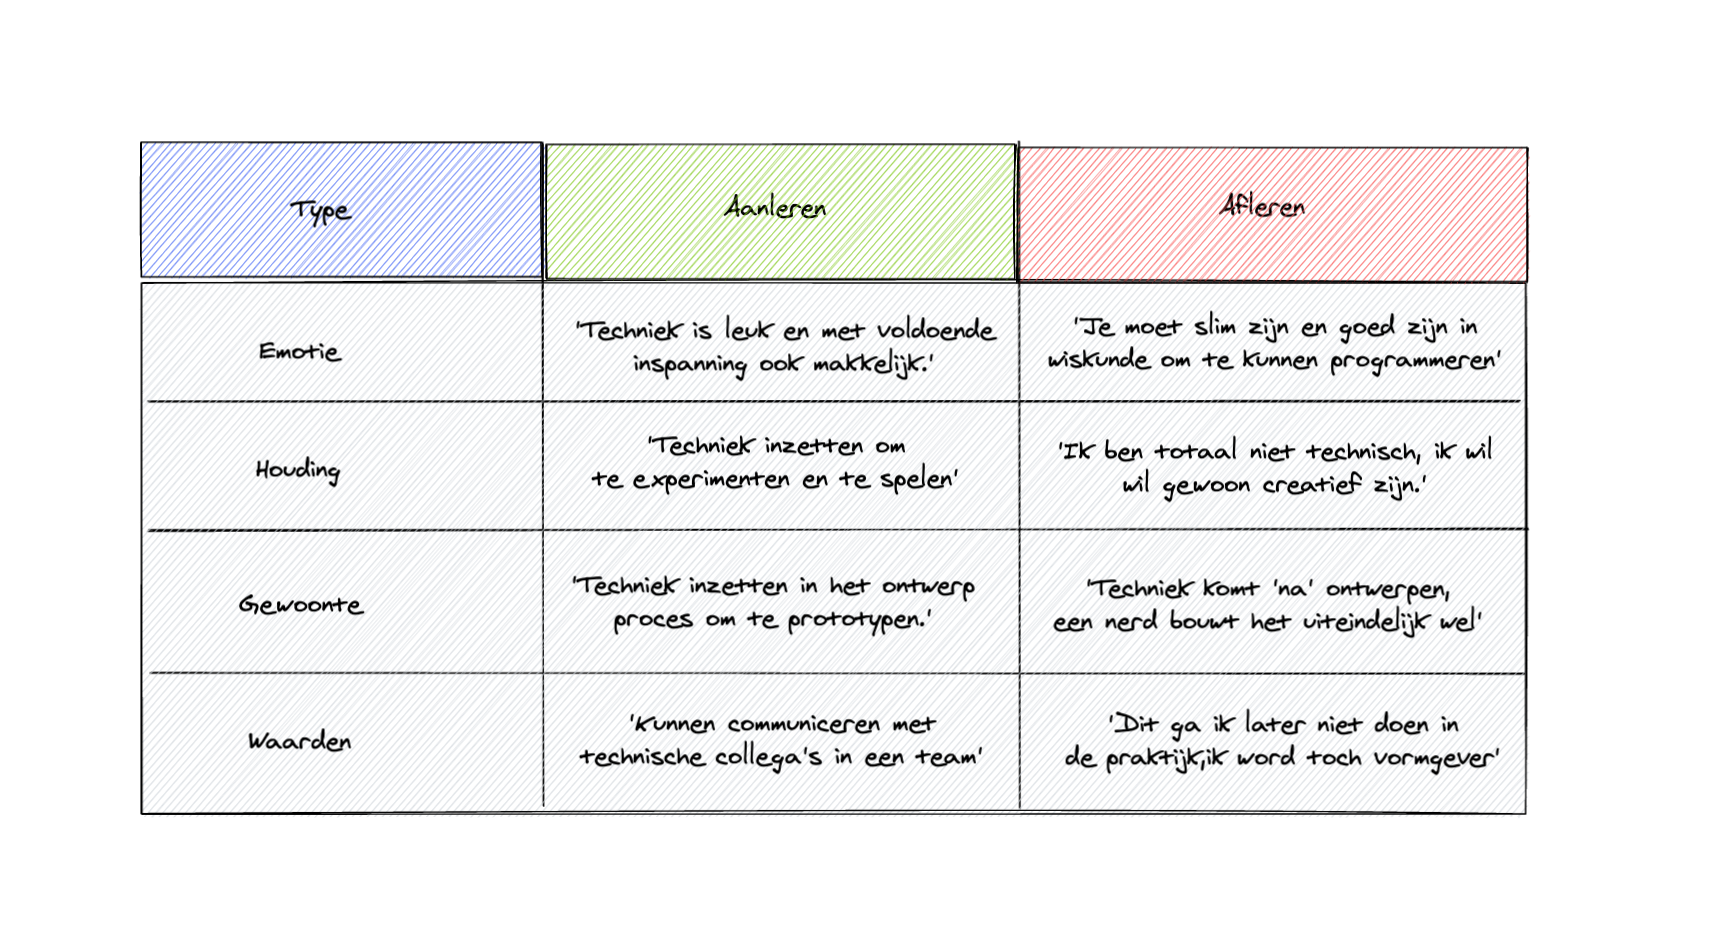 Type
Aanleren
Afleren
Emotie
'Techniek is leuk en met voldoende
inspanning ook makkelijk.'
'Je moet slim zijn en goed zijn in
wiskunde om te kunnen programmeren'
Houding
'Techniek inzetten om
te experimenten en te spelen'
'Ik ben totaal niet technisch, ik wil
wil gewoon creatief zijn.'
Gewoonte
'Techniek inzetten in het ontwerp
proces om te prototypen.'
'Techniek komt 'na' ontwerpen,
een nerd bouwt het uiteindelijk wel'
Waarden
'Kunnen communiceren met
technische collega's in een team'
'Dit ga ik later niet doen in
de praktijk,ik word toch vormgever'